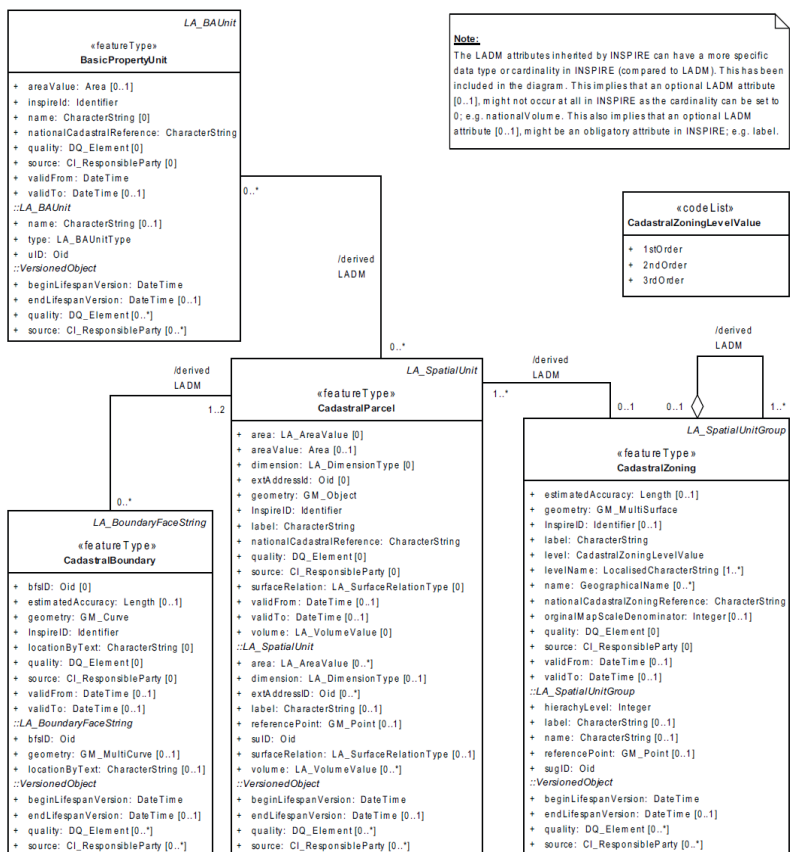 LA_BAUnit
«featureType»
BasicPropertyUnit
+ areaValue: Area [0..1]
+ inspireId: Identifier
+ name: CharacterString [0]
+ nationalCadastralReference: CharacterString
+ quality: DQ_Element[0]
+ source: CI_ResponsibleParty [0]
+ validFrom: DateTime
+ validTo: DateTime [0..1]
::LA_BAUnit
+ name: CharacterString [0..1]
+ type: LA_BAUnitType
+ uID: Oid
::VersionedObject
+ beginLifespanVersion: DateTime
+ endLifespanVersion: DateTime [0..1]
+ quality: DQ_Element[0..*]
+ source: CI_ResponsibleParty [0..*]
Note:
The LADM attributes inherited by INSPIRE can have a more specific
data type or cardinality in INSPIRE (compared to LADM). This has been
included in the diagram. This implies that an optional LADM attribute
[0..1], might not occur at all in INSPIRE as the cardinality can be set to
0; e.g. nationalVolume. This also implies that an optional LADM
attribute [0..1], might be an obligatory attribute in INSPIRE; e.g. label.
«codeList»
CadastralZoningLevelValue
+ 1stOrder
+ 2ndOrder
+ 3rdOrder
0..*
/derived
LADM
0..*
/derived
LADM
1..2
0..*
/derived
LADM
1..*
0..1
/derived
LADM
0..1
1..*
LA_BoundaryFaceString
«featureType»
CadastralBoundary
+ bfsID: Oid [0]
+ estimatedAccuracy: Length [0..1]
+ geometry: GM_Curve
+ InspireID: Identifier
+ locationByText: CharacterString [0]
+ quality: DQ_Element [0]
+ source: CI_ResponsibleParty [0]
+ validFrom: DateTime [0..1]
+ validTo: DateTime [0..1]
::LA_BoundaryFaceString
+ bfsID: Oid
+ geometry: GM_MultiCurve [0..1]
+ locationByText: CharacterString [0..1]
::VersionedObject
+ beginLifespanVersion: DateTime
+ endLifespanVersion: DateTime [0..1]
+ quality: DQ_Element[0..*]
+ source: CI_ResponsibleParty [0..*]
LA_SpatialUnit
«featureType»
CadastralParcel
+ area: LA_AreaValue [0]
+ areaValue: Area [0..1]
+ dimension: LA_DimensionType [0]
+ extAddressId: Oid [0]
+ geometry: GM_Object
+ InspireID: Identifier
+ label: CharacterString
+ nationalCadastralReference: CharacterString
+ quality: DQ_Element[0]
+ source: CI_ResponsibleParty [0]
+ surfaceRelation: LA_SurfaceRelationType [0]
+ validFrom: DateTime [0..1]
+ validTo: DateTime [0..1]
+ volume: LA_VolumeValue [0]
::LA_SpatialUnit
+ area: LA_AreaValue [0..*]
+ dimension: LA_DimensionType [0..1]
+ extAddressID: Oid [0..*]
+ label: CharacterString [0..1]
+ referencePoint: GM_Point [0..1]
+ suID: Oid
+ surfaceRelation: LA_SurfaceRelationType [0..1]
+ volume: LA_VolumeValue [0..*]
::VersionedObject
+ beginLifespanVersion: DateTime
+ endLifespanVersion: DateTime [0..1]
+ quality: DQ_Element [0..*]
+ source: CI_ResponsibleParty [0..*]
LA_SpatialUnitGroup
«featureType»
CadastralZoning
+ estimatedAccuracy: Length [0..1]
+ geometry: GM_MultiSurface
+ InspireID: Identifier [0..1]
+ label: CharacterString
+ level: CadastralZoningLevelValue
+ levelName: LocalisedCharacterString [1..*]
+ name: GeographicalName [0..*]
+ nationalCadastralZoningReference: CharacterString
+ orginalMapScaleDenominator: Integer [0..1]
+ quality: DQ_Element[0]
+ source: CI_ResponsibleParty [0]
+ validFrom: DateTime [0..1]
+ validTo: DateTime [0..1]
::LA_SpatialUnitGroup
+ hierachyLevel: Integer
+ label: CharacterString [0..1]
+ name: CharacterString [0..1]
+ referencePoint: GM_Point [0..1]
+ sugID: Oid
::VersionedObject
+ beginLifespanVersion: DateTime
+ endLifespanVersion: DateTime [0..1]
+ quality: DQ_Element[0..*]
+ source: CI_ResponsibleParty [0..*]